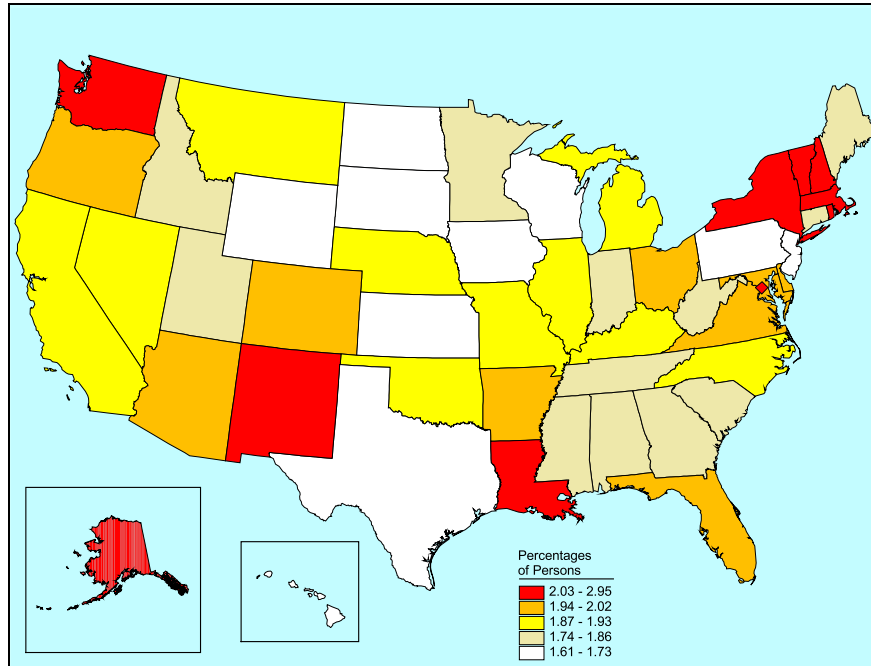 Percentages
of Persons
2.03 - 2.95
1.94 - 2.02
1.87 - 1.93
1.74 - 1.86
1.61 - 1.73